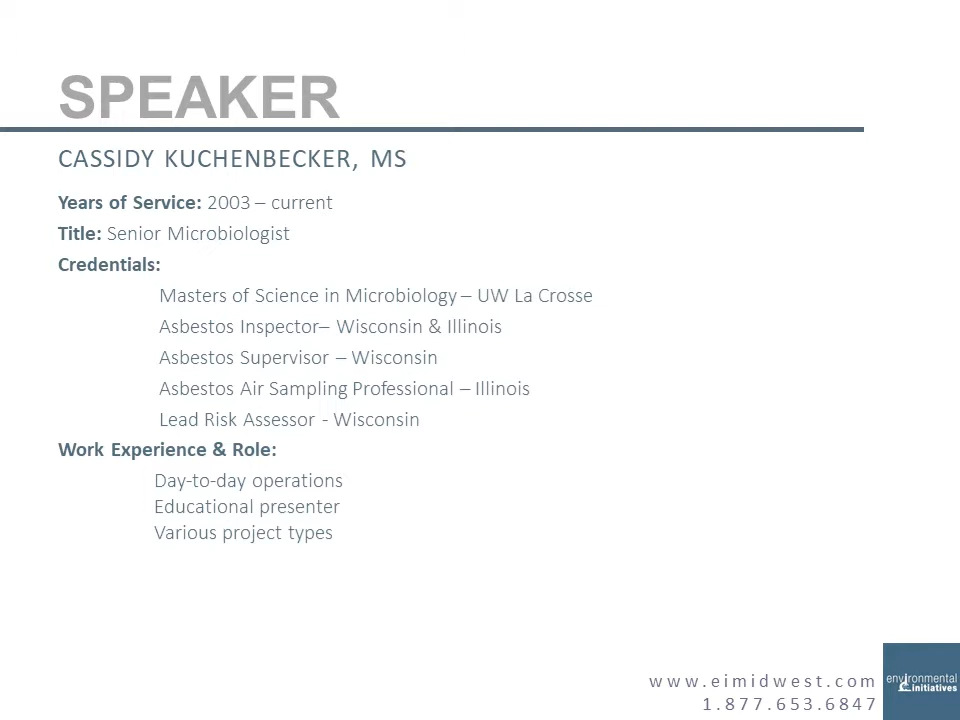 SPEAKER
CASSIDY KUCHENBECKER, MS
Years of Service: 2003 – current
Title: Senior Microbiologist
Credentials:
Masters of Science in Microbiology – UW La Crosse
Asbestos Inspector– Wisconsin & Illinois
Asbestos Supervisor – Wisconsin
Asbestos Air Sampling Professional – Illinois
Lead Risk Assessor - Wisconsin
Work Experience & Role:
Day-to-day operations
Educational presenter
Various project types
www.eimidwest.com
1.877.653.6847
environmental
initiatives